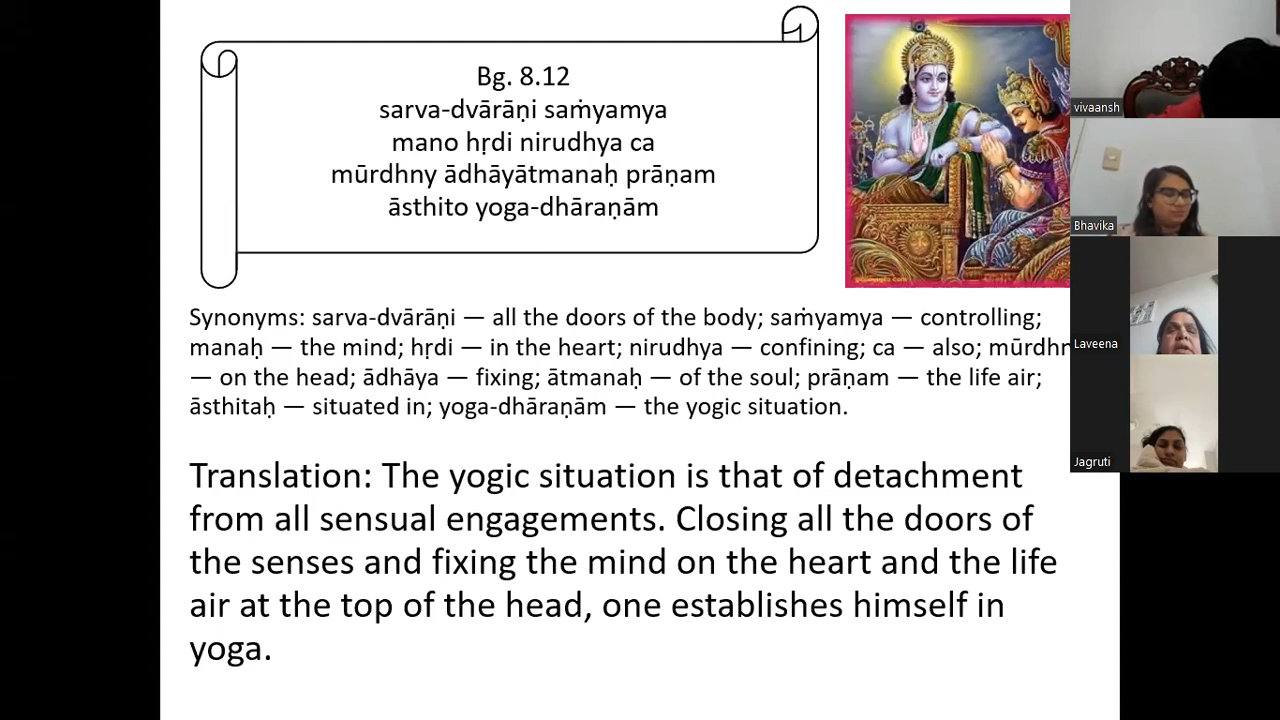 Bg. 8.12
sarva-dvārāṇi saṁyamya
mano hṛdi nirudhya ca
mūrdhny ādhāyātmanaḥ prāṇam
āsthito yoga-dhāraṇām
Synonyms: sarva-dvārāṇi — all the doors of the body; saṁyamya — controlling;
manaḥ — the mind; hṛdi — in the heart; nirudhya — confining; ca — also; mūrdhn
— on the head; ādhāya — fixing; ātmanaḥ — of the soul; prāṇam — the life air;
āsthitaḥ — situated in; yoga-dhāraṇām — the yogic situation.
Translation: The yogic situation is that of detachment
from all sensual engagements. Closing all the doors of
the senses and fixing the mind on the heart and the life
air at the top of the head, one establishes himself in
yoga.
vivaansh
Bhavika
Laveena
Jagruti